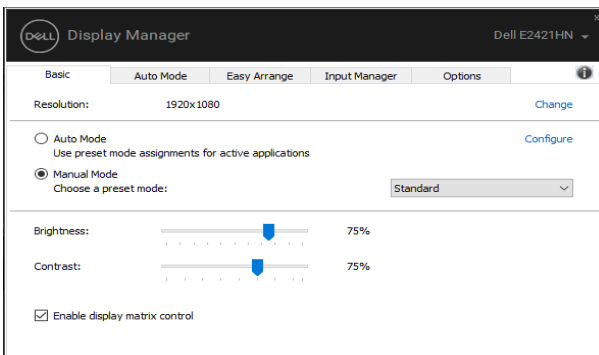 DELL Display Manager Dell E2421HN
x
Basic Auto Mode Easy Arrange Input Manager Options i
Resolution: 1920x1080 Change
Auto Mode Configure
Use preset mode assignments for active applications
Manual Mode
Choose a preset mode: Standard
Brightness: 75%
Contrast: 75%
Enable display matrix control